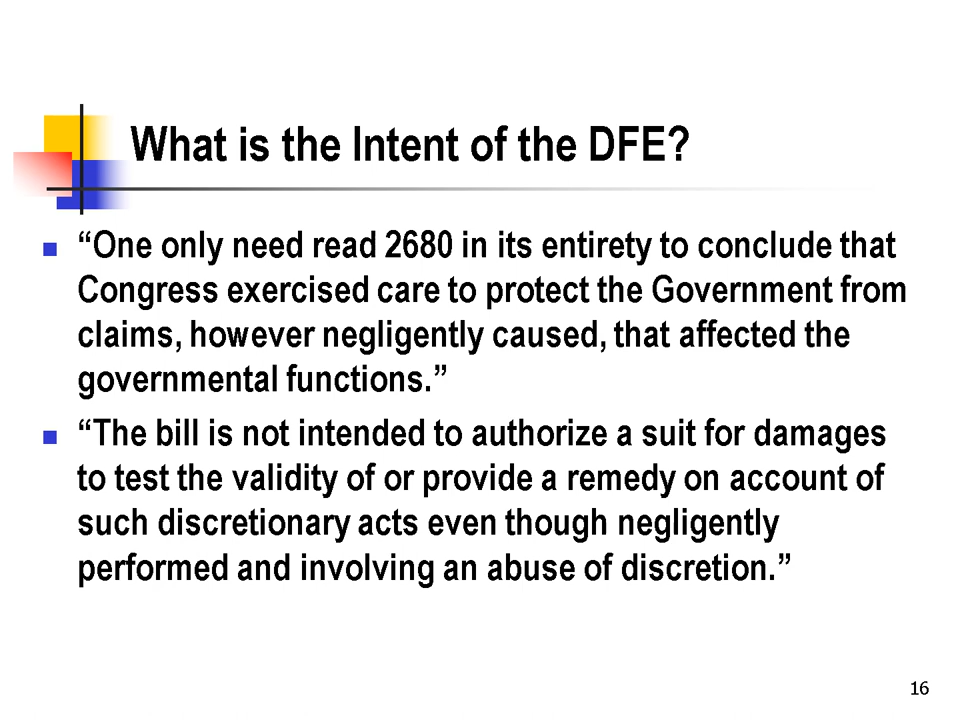 What is the Intent of the DFE?
“One only need read 2680 in its entirety to conclude that
Congress exercised care to protect the Government from
claims, however negligently caused, that affected the
governmental functions.”
“The bill is not intended to authorize a suit for damages
to test the validity of or provide a remedy on account of
such discretionary acts even though negligently
performed and involving an abuse of discretion.”
16